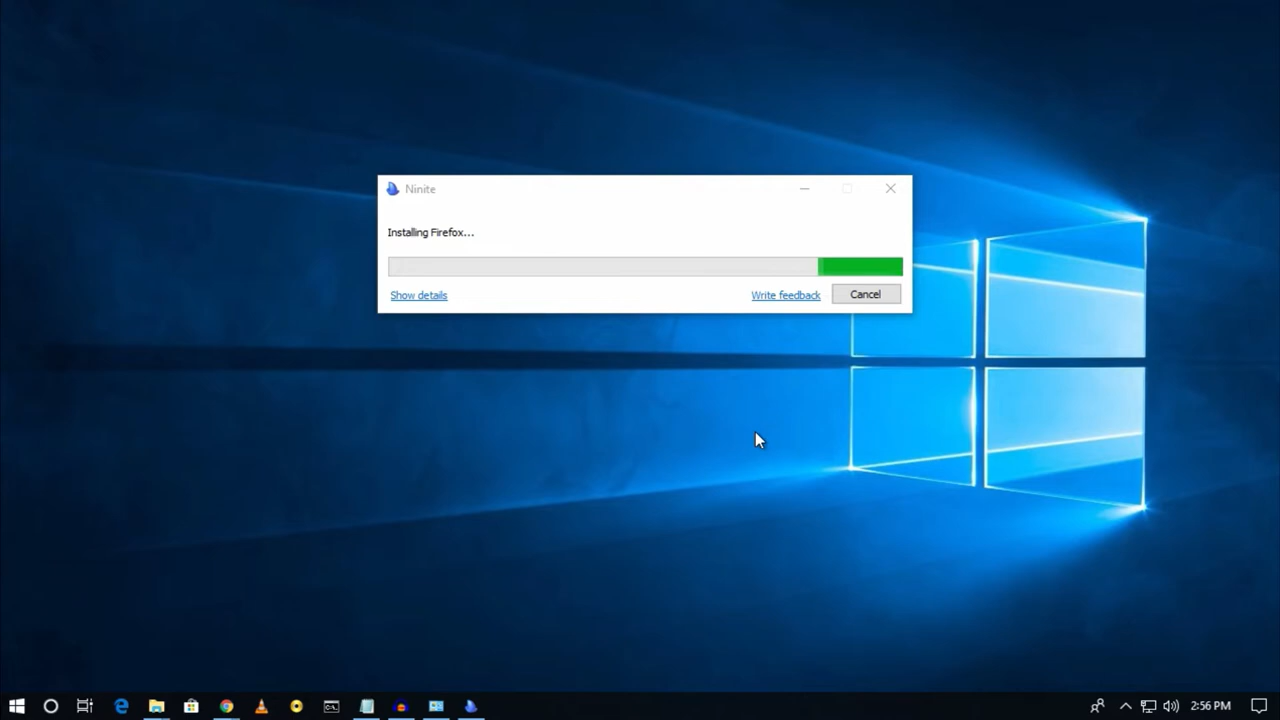 Ninite
Installing Firefox...
Show details
Write feedback
Cancel
2:56 PM